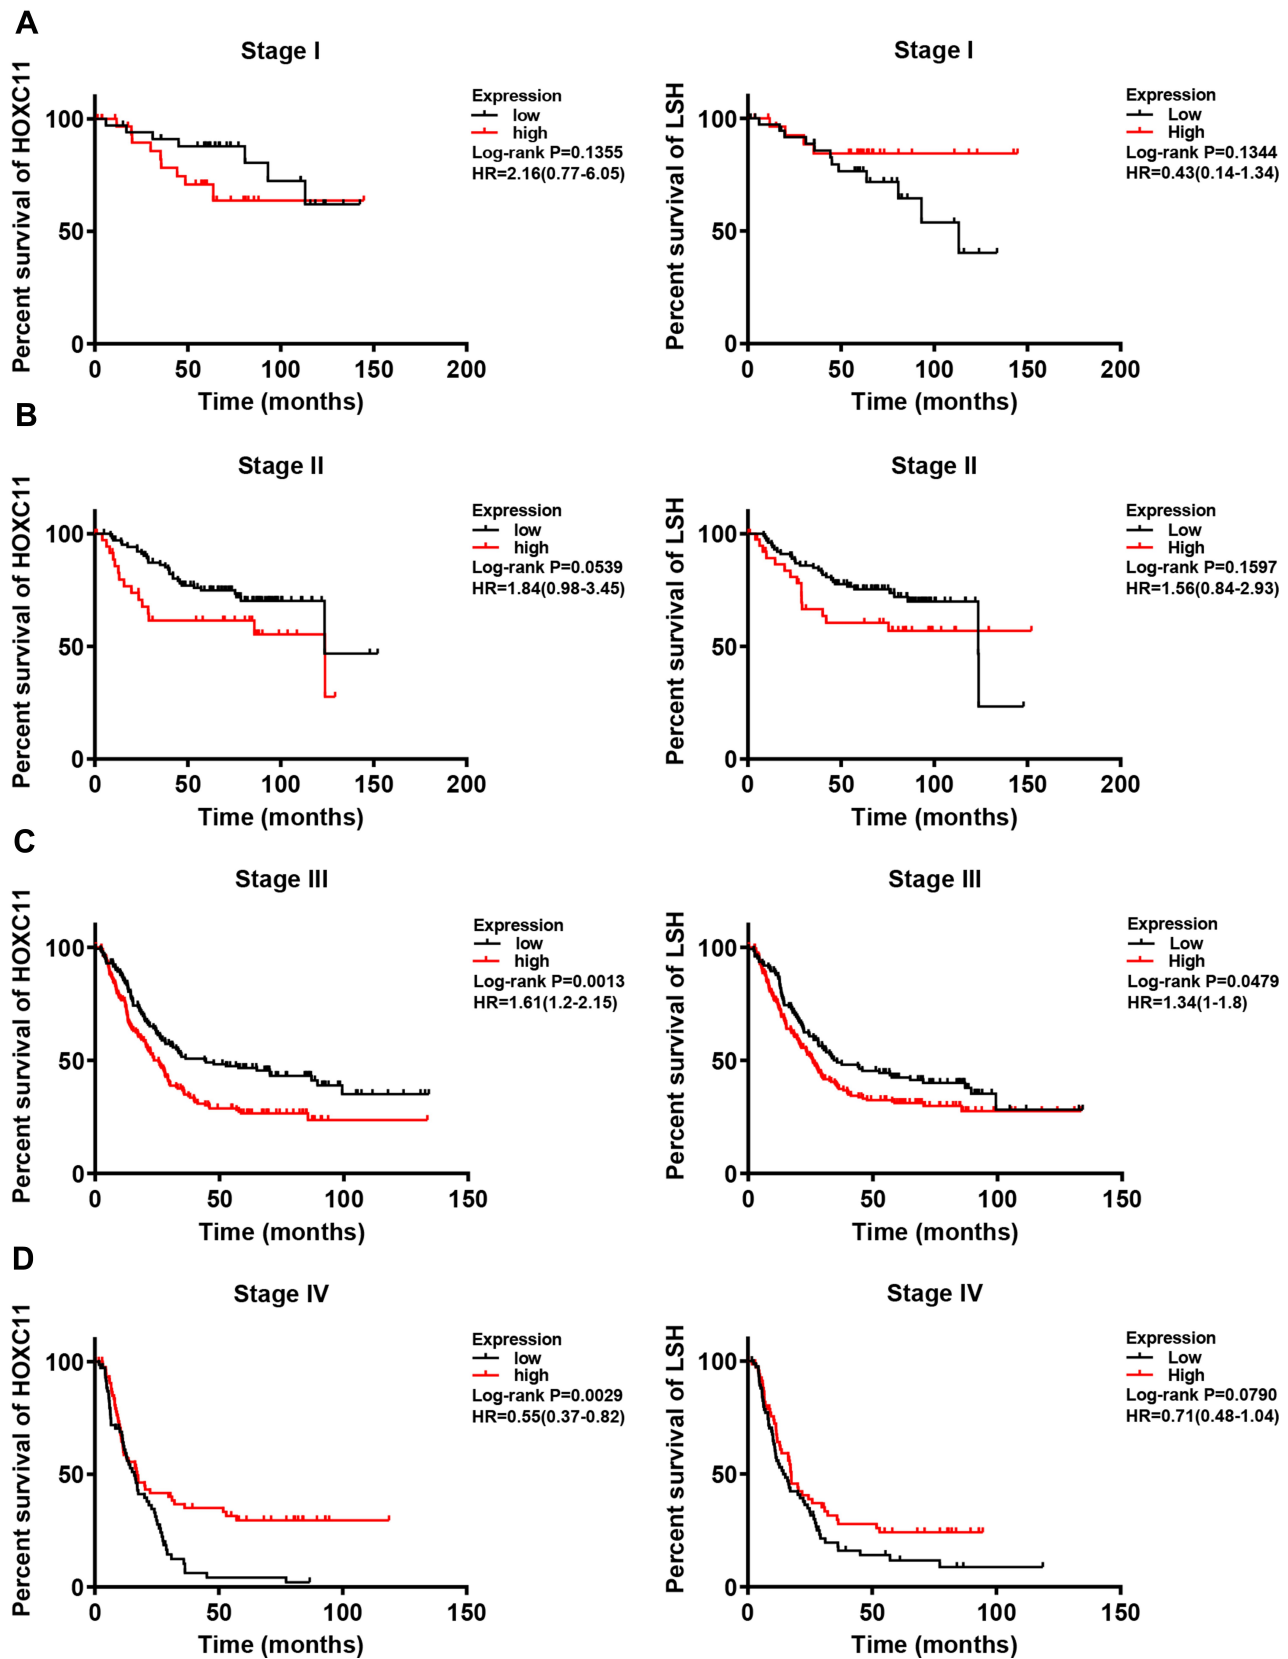 A
Stage I
Percent survival of HOXC11
100
50
0
0 50 100 150 200
Time (months)
Expression
low
high
Log-rank P=0.1355
HR=2.16(0.77-6.05)
Stage I
Percent survival of LSH
100
50
0
0 50 100 150 200
Time (months)
Expression
Low
High
Log-rank P=0.1344
HR=0.43(0.14-1.34)
B
Stage II
Percent survival of HOXC11
100
50
0
0 50 100 150 200
Time (months)
Expression
low
high
Log-rank P=0.0539
HR=1.84(0.98-3.45)
Stage II
Percent survival of LSH
100
50
0
0 50 100 150 200
Time (months)
Expression
Low
High
Log-rank P=0.1597
HR=1.56(0.84-2.93)
C
Stage III
Percent survival of HOXC11
100
50
0
0 50 100 150
Time (months)
Expression
low
high
Log-rank P=0.0013
HR=1.61(1.2-2.15)
Stage III
Percent survival of LSH
100
50
0
0 50 100 150
Time (months)
Expression
Low
High
Log-rank P=0.0479
HR=1.34(1-1.8)
D
Stage IV
Percent survival of HOXC11
100
50
0
0 50 100 150
Time (months)
Expression
low
high
Log-rank P=0.0029
HR=0.55(0.37-0.82)
Stage IV
Percent survival of LSH
100
50
0
0 50 100 150
Time (months)
Expression
Low
High
Log-rank P=0.0790
HR=0.71(0.48-1.04)